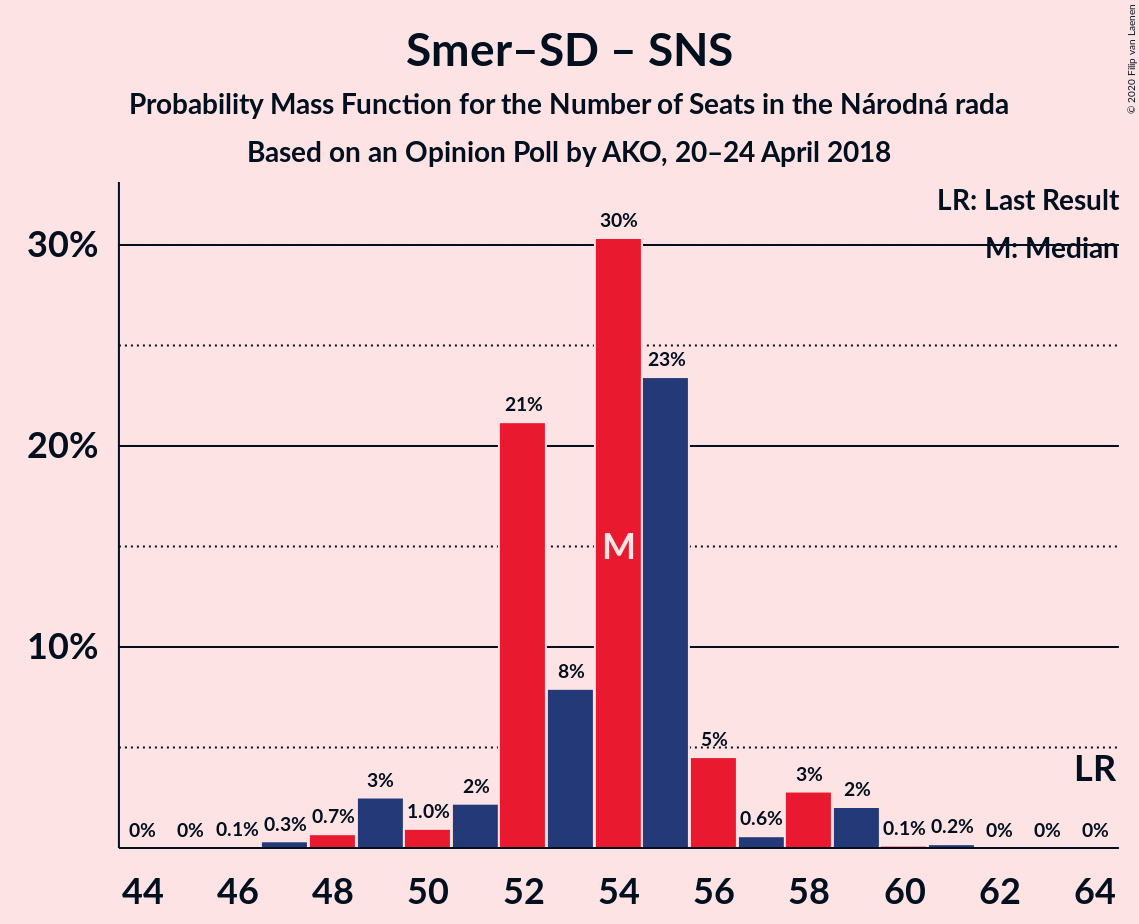 Smer–SD – SNS
Probability Mass Function for the Number of Seats in the Národná rada
Based on an Opinion Poll by AKO, 20–24 April 2018
© 2020 Filip van Laenen
LR: Last Result
M: Median
30%
20%
10%
0% 0% 0.1% 0.3% 0.7% 3% 1.0% 2% 21% 8% 30% 23% 5% 0.6% 3% 2% 0.1% 0.2% 0% 0% 0%
M
LR
44 46 48 50 52 54 56 58 60 62 64